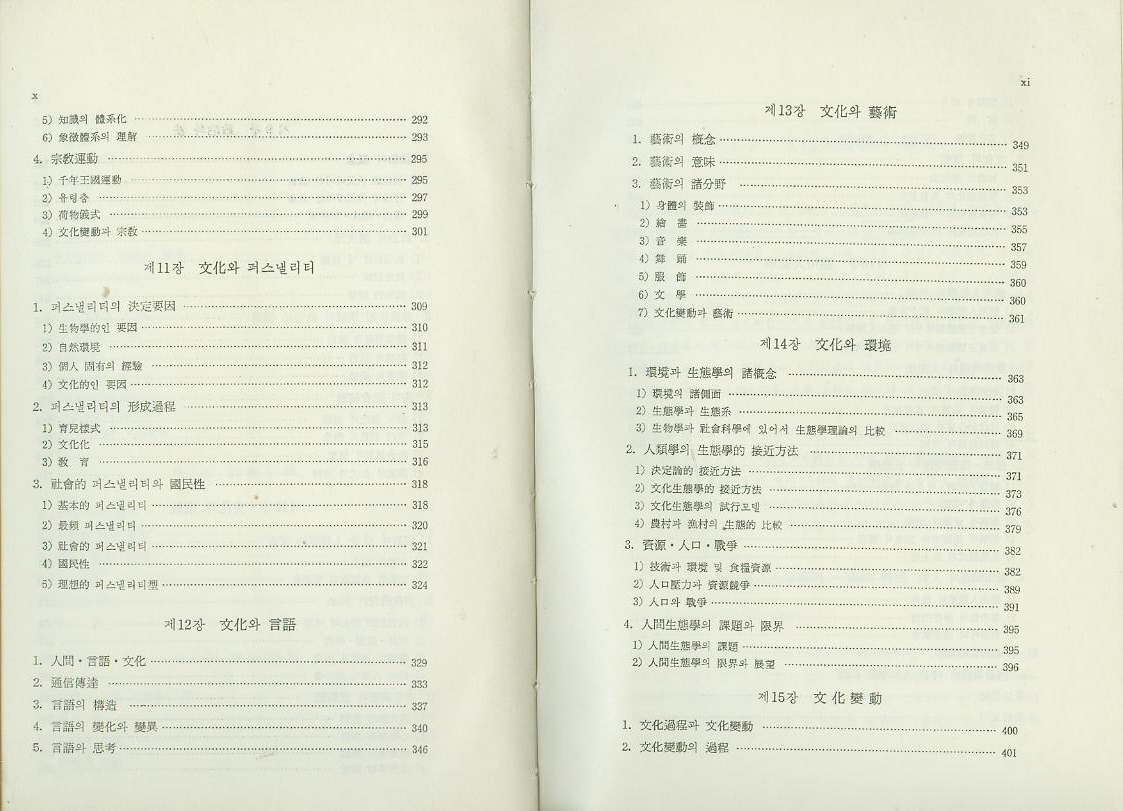 x
5) 知識의 體系化 292
6) 象徵體系의 理解 293
4. 宗敎運動 295
1) 千年王國運動 295
2) 유령춤 297
3) 荷物儀式 299
4) 文化變動과 宗敎 301
제11장 文化와 퍼스낼리티
1. 퍼스낼리티의 決定要因 309
1) 生物學的인 要因 310
2) 自然環境 311
3) 個人 固有의 經驗 312
4) 文化的인 要因 312
2. 퍼스낼리티의 形成過程 313
1) 育兒樣式 313
2) 文化化 315
3) 敎 育 316
3. 社會的 퍼스낼리티와 國民性 318
1) 基本的 퍼스낼리티 318
2) 最頻 퍼스낼리티 320
3) 社會的 퍼스낼리티 321
4) 國民性 322
5) 理想的 퍼스낼리티型 324
제12장 文化와 言語
1. 人間・言語・文化 329
2. 通信傳達 333
3. 言語의 構造 337
4. 言語의 變化와 變異 340
5. 言語와 思考 346
xi
제13장 文化와 藝術
1. 藝術의 槪念 349
2. 藝術의 意味 351
3. 藝術의 諸分野 353
1) 身體의 裝飾 353
2) 繪 畵 355
3) 音 樂 357
4) 舞 踊 359
5) 服 飾 360
6) 文 學 360
7) 文化變動과 藝術 361
제14장 文化와 環境
1. 環境과 生態學의 諸槪念 363
1) 環境의 諸側面 363
2) 生態學과 生態系 365
3) 生物學과 社會科學에 있어서 生態學理論의 比較 369
2. 人類學의 生態學的 接近方法 371
1) 決定論的 接近方法 371
2) 文化生態學的 接近方法 373
3) 文化生態學의 試行모델 376
4) 農村과 漁村의 生態的 比較 379
3. 資源・人口・戰爭 382
1) 技術과 環境 및 食糧資源 382
2) 人口壓力과 資源競爭 389
3) 人口와 戰爭 391
4. 人間生態學의 課題와 限界 395
1) 人間生態學의 課題 395
2) 人間生態學의 限界와 展望 396
제15장 文化變動
1. 文化過程과 文化變動 400
2. 文化變動의 過程 401